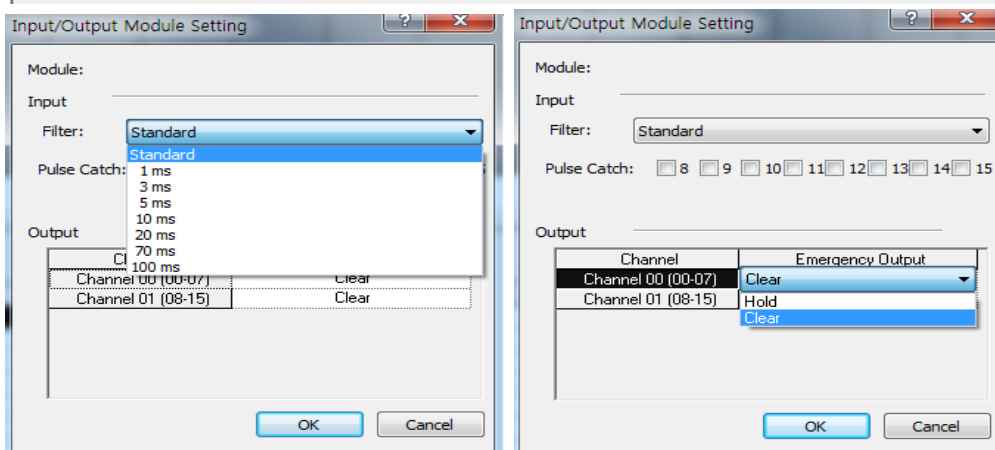 Input/Output Module Setting
Module:
Input
Filter: Standard
Standard
1 ms
3 ms
5 ms
10 ms
20 ms
70 ms
100 ms
Pulse Catch:
Output
Channel 00 (00-07) Clear
Channel 01 (08-15) Clear
OK Cancel
Input/Output Module Setting
Module:
Input
Filter: Standard
Pulse Catch: 8 9 10 11 12 13 14 15
Output
Channel Emergency Output
Channel 00 (00-07) Clear
Channel 01 (08-15) Hold
Clear
OK Cancel